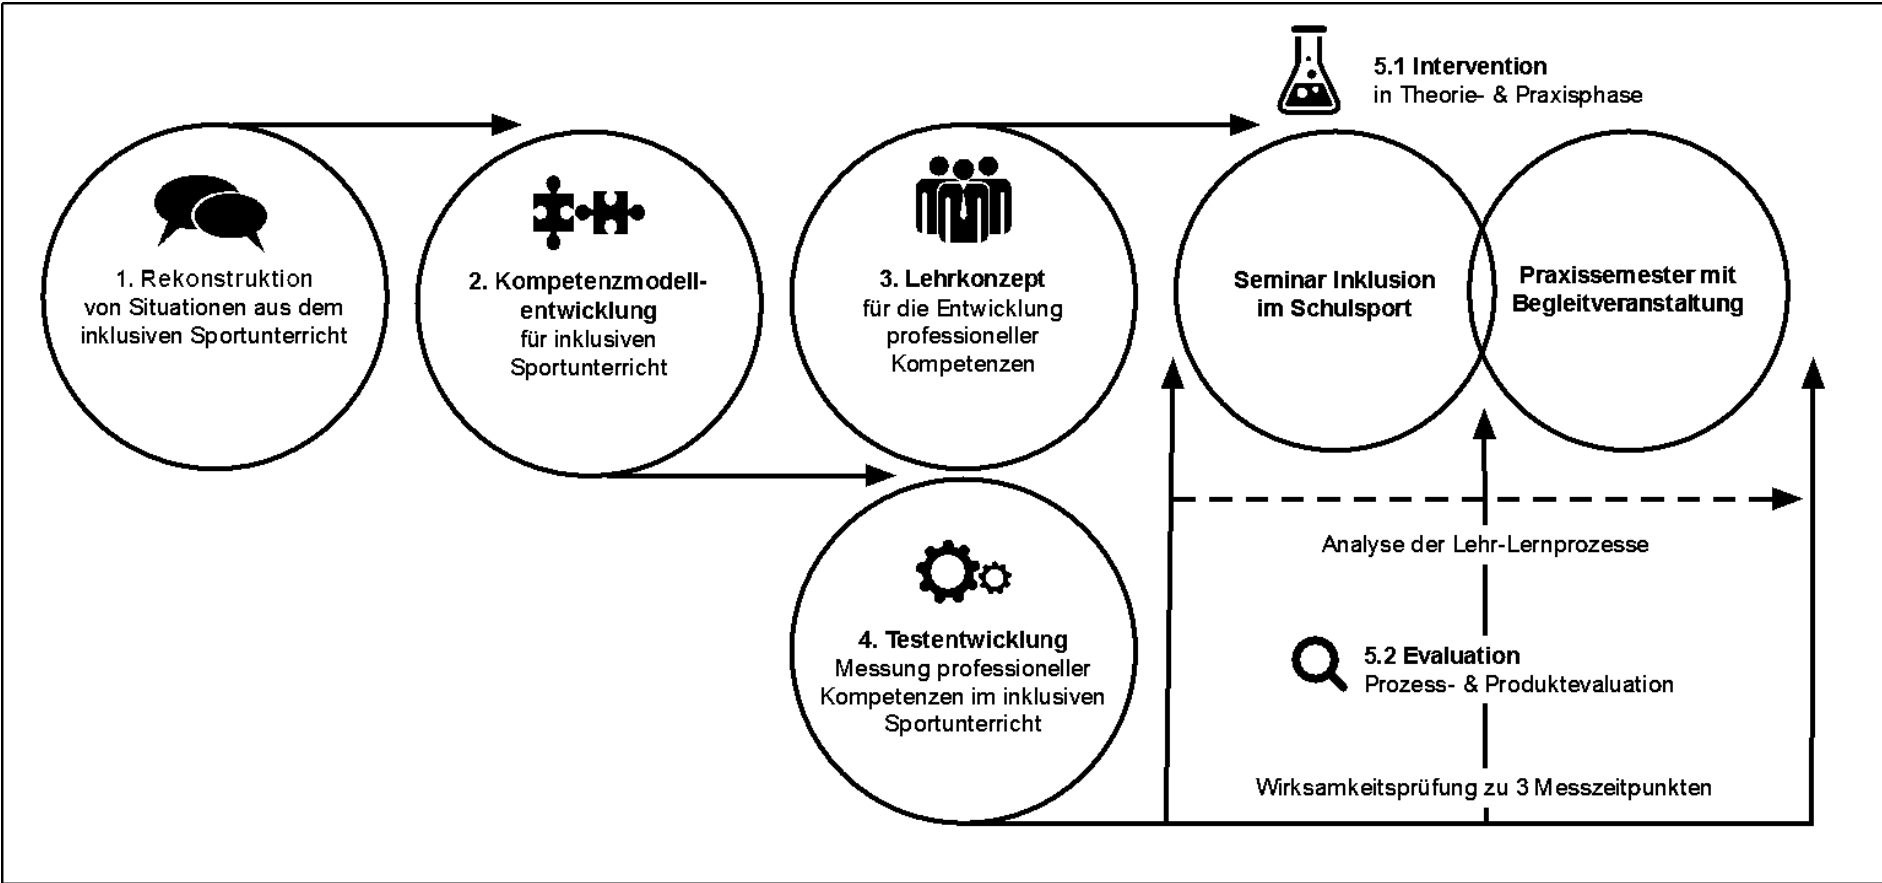 1. Rekonstruktion
von Situationen aus dem
inklusiven Sportunterricht
2. Kompetenzmodell-
entwicklung
für inklusiven
Sportunterricht
3. Lehrkonzept
für die Entwicklung
professioneller
Kompetenzen
4. Testentwicklung
Messung professioneller
Kompetenzen im inklusiven
Sportunterricht
5.1 Intervention
in Theorie- & Praxisphase
Seminar Inklusion
im Schulsport
Praxissemester mit
Begleitveranstaltung
Analyse der Lehr-Lernprozesse
5.2 Evaluation
Prozess- & Produktevaluation
Wirksamkeitsprüfung zu 3 Messzeitpunkten